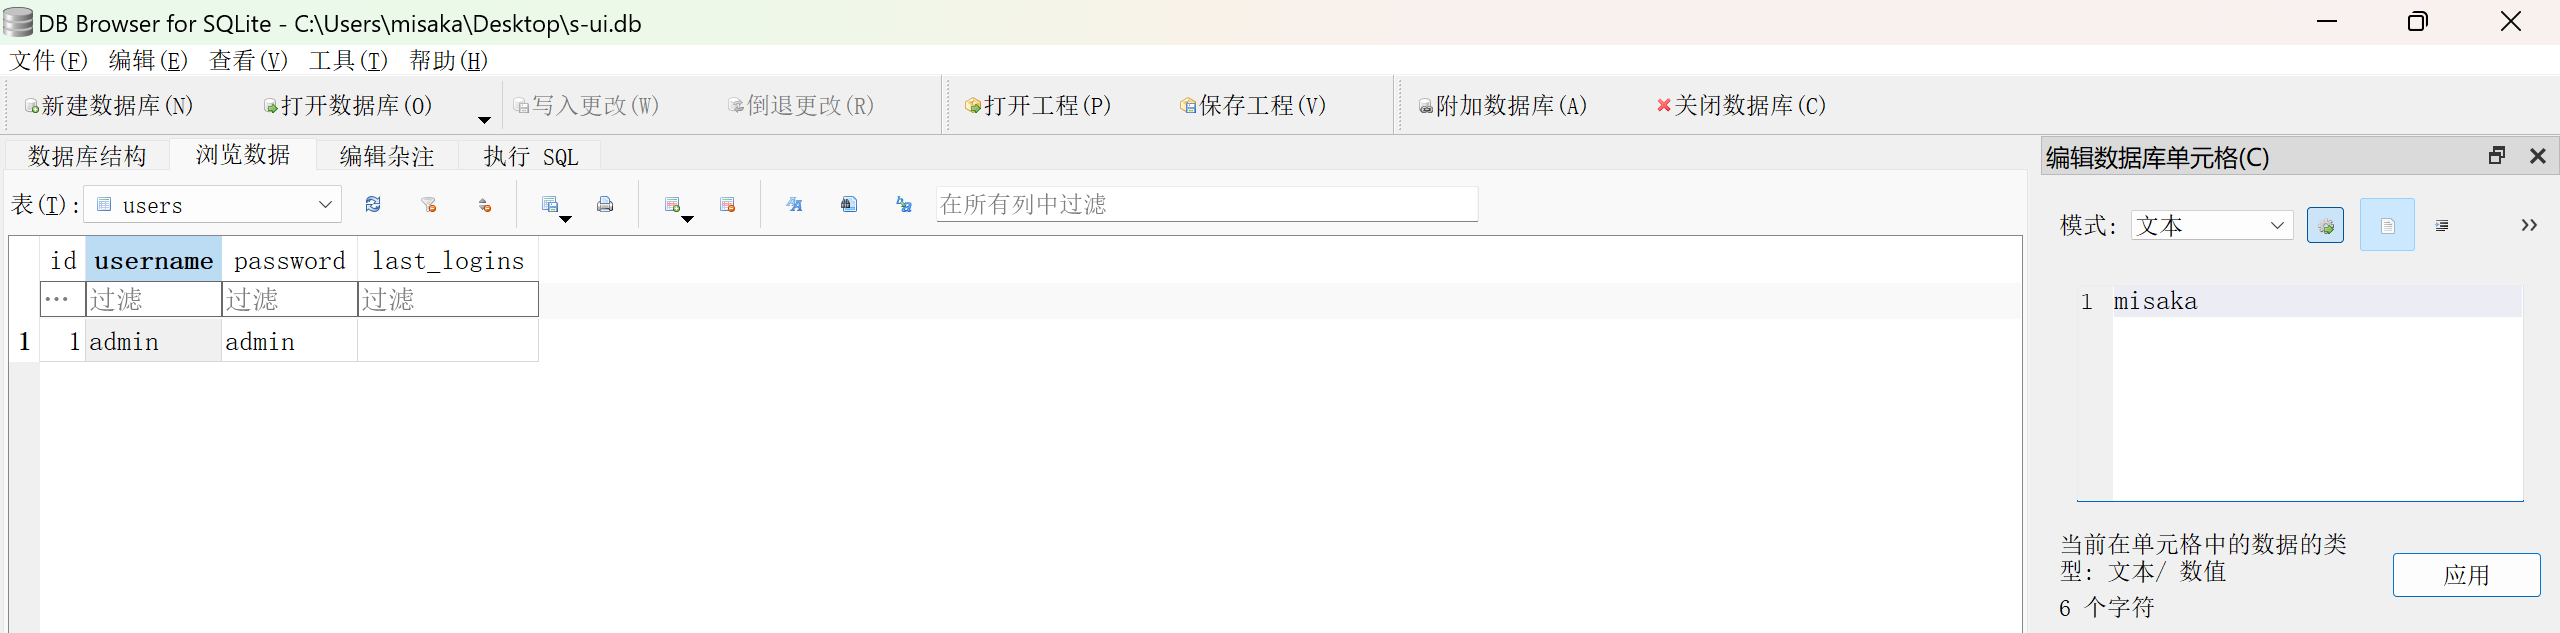 DB Browser for SQLite - C:\Users\misaka\Desktop\s-ui.db
文件(F) 编辑(E) 查看(V) 工具(T) 帮助(H)
新建数据库(N) 打开数据库(O) 写入更改(W) 倒退更改(R) 打开工程(P) 保存工程(V) 附加数据库(A) 关闭数据库(C)
数据库结构 浏览数据 编辑杂注 执行 SQL
表(T): users 在所有列中过滤
id username password last_logins
… 过滤 过滤 过滤
1 1 admin admin
编辑数据库单元格(C)
模式: 文本
1 misaka
当前在单元格中的数据的类
型: 文本/ 数值
6 个字符
应用